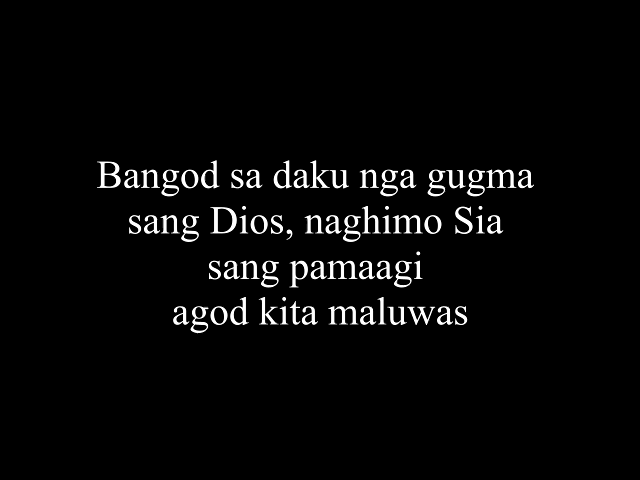 Bangod sa daku nga gugma
sang Dios, naghimo Sia
sang pamaagi
agod kita maluwas